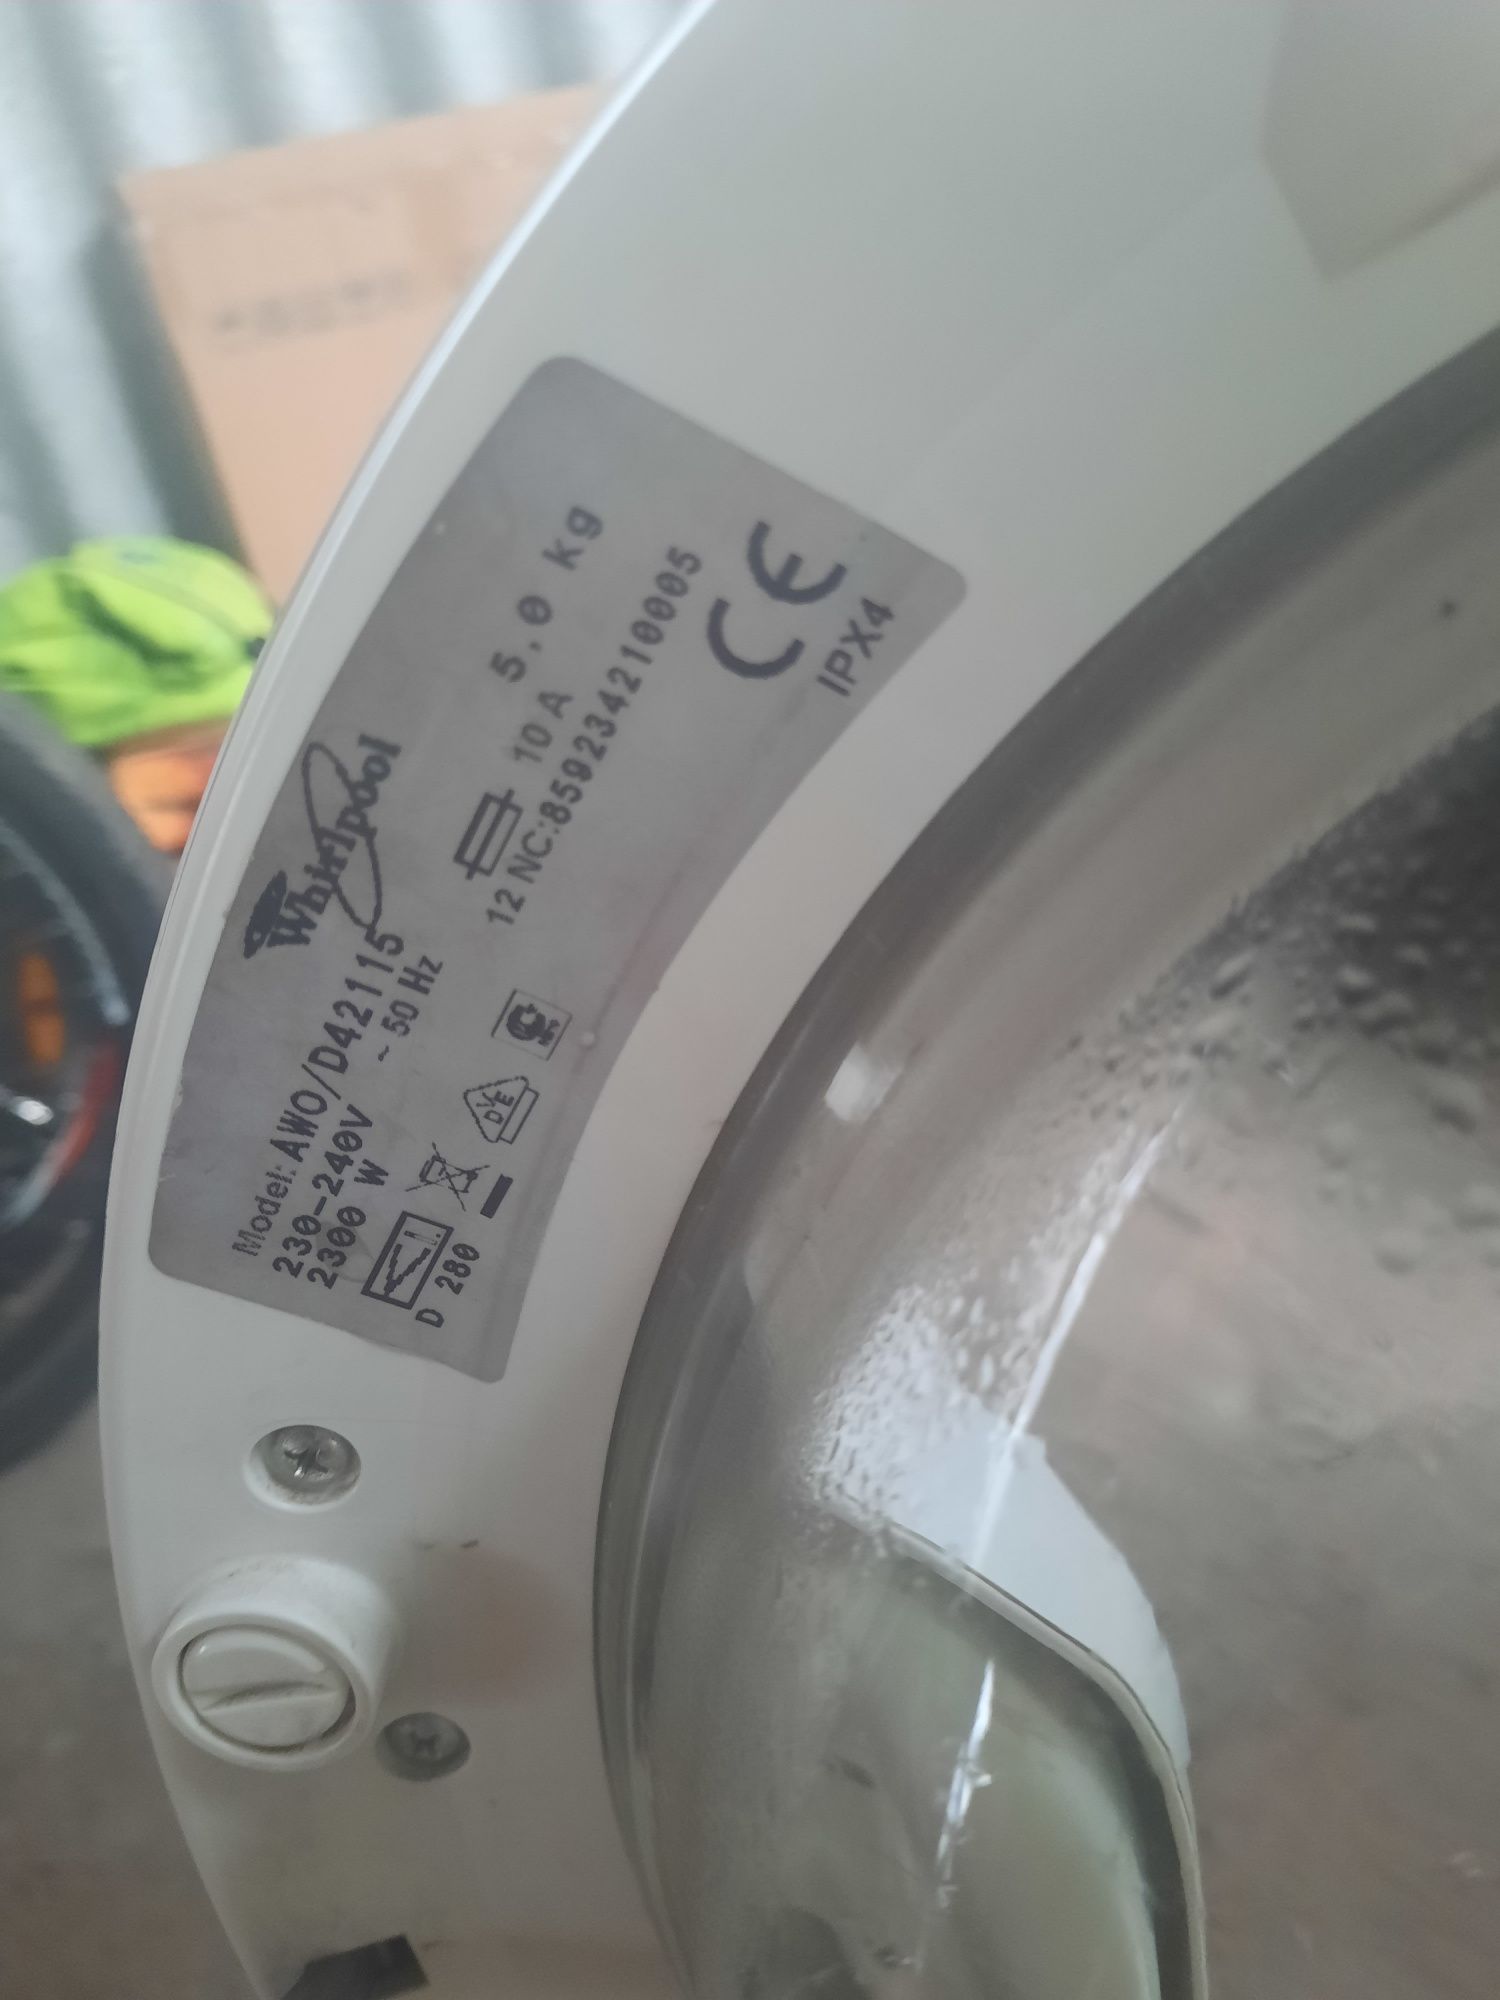 Whirlpool
Model: AWO/D42115
230-240V ~ 50 Hz
2300 W
5.0 kg
10 A
12 NC:859234210005
D 280
VDE
CE
IPX4